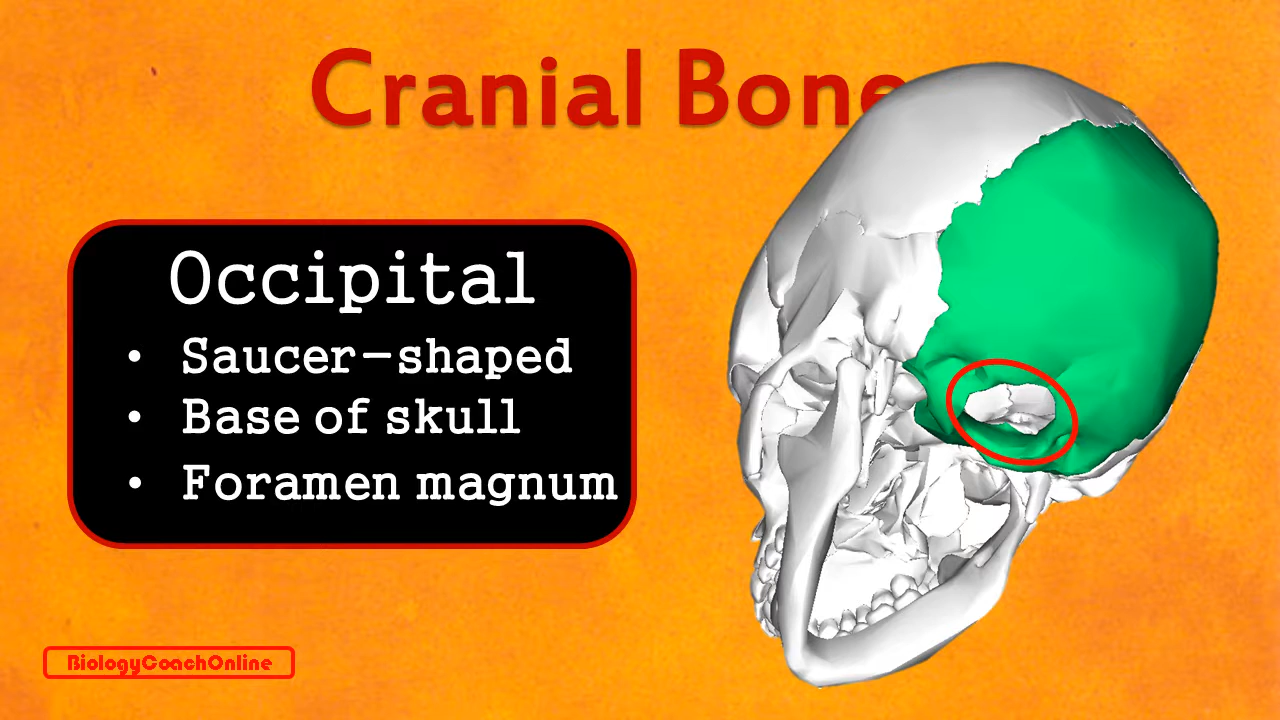 Cranial Bone
Occipital
• Saucer-shaped
• Base of skull
• Foramen magnum
BiologyCoachOnline